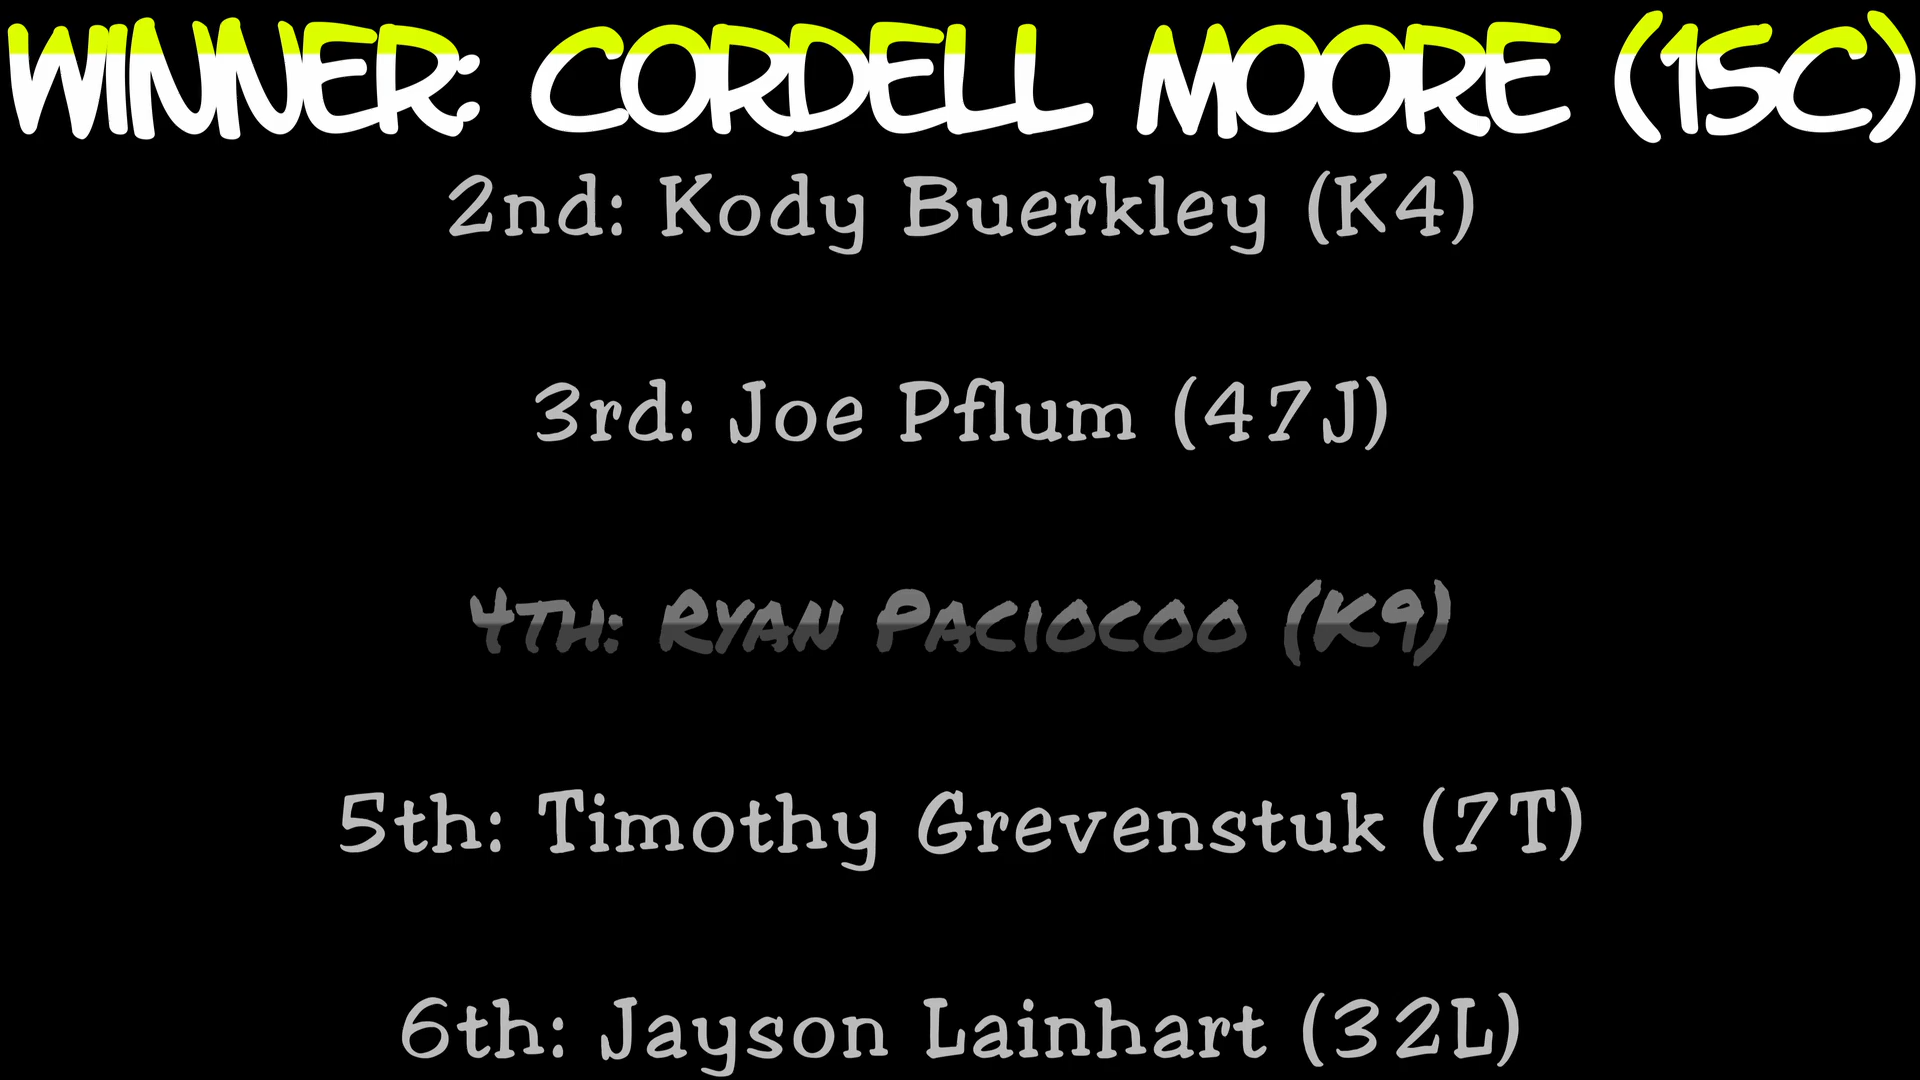 WINNER: CORDELL MOORE (15C)
2nd: Kody Buerkley (K4)
3rd: Joe Pflum (47J)
4TH: RYAN PACIOCOO (K9)
5th: Timothy Grevenstuk (7T)
6th: Jayson Lainhart (32L)